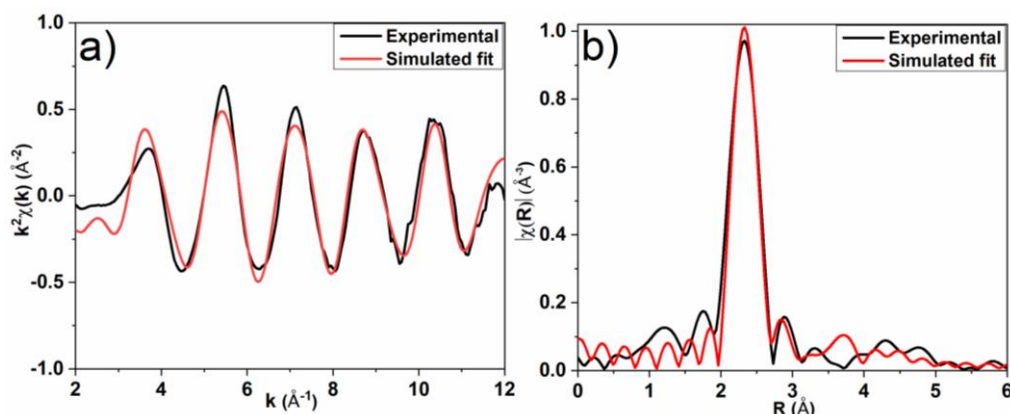 a)
Experimental
Simulated fit
k²χ(k) (Å⁻²)
1.0
0.5
0.0
-0.5
-1.0
2 4 6 8 10 12
k (Å⁻¹)
b)
Experimental
Simulated fit
|χ(R)| (Å⁻³)
1.0
0.8
0.6
0.4
0.2
0.0
0 1 2 3 4 5 6
R (Å)